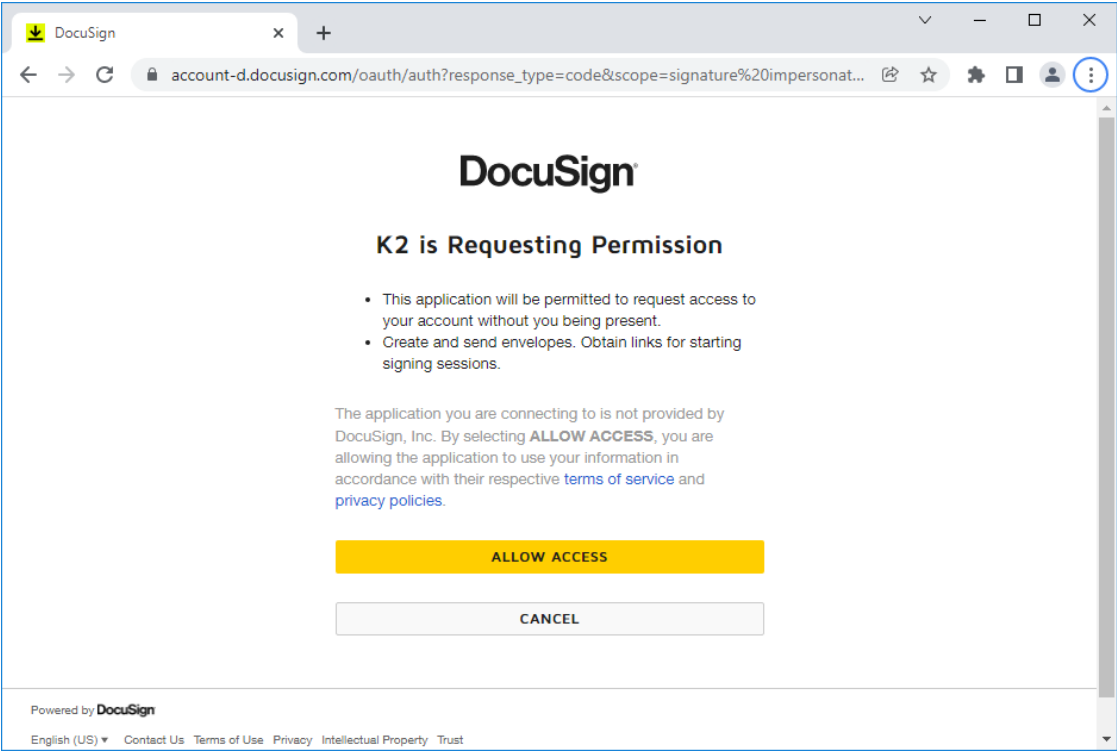 DocuSign
account-d.docusign.com/oauth/auth?response_type=code&scope=signature%20impersonat...
DocuSign
K2 is Requesting Permission
• This application will be permitted to request access to
your account without you being present.
• Create and send envelopes. Obtain links for starting
signing sessions.
The application you are connecting to is not provided by
DocuSign, Inc. By selecting ALLOW ACCESS, you are
allowing the application to use your information in
accordance with their respective terms of service and
privacy policies.
ALLOW ACCESS
CANCEL
Powered by DocuSign
English (US) ▾ Contact Us Terms of Use Privacy Intellectual Property Trust